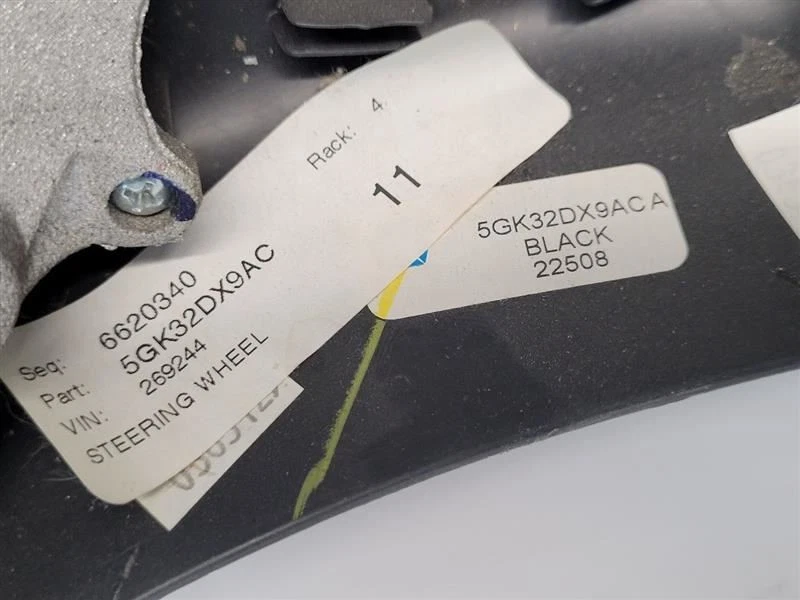 Rack: 4
11
Seq: 6620340
Part: 5GK32DX9AC
VIN: 269244
STEERING WHEEL
5GK32DX9AC A
BLACK
22508